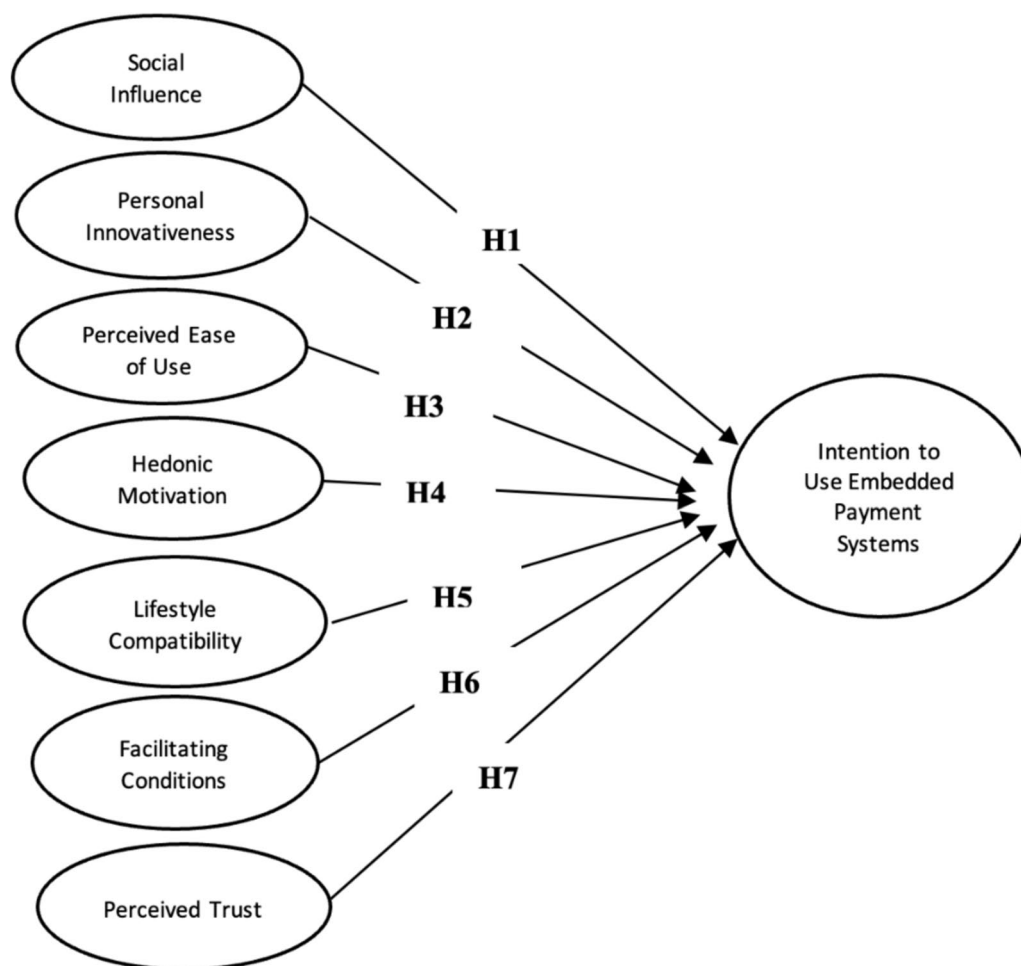 Social
Influence
H1
Personal
Innovativeness
H2
Perceived Ease
of Use
H3
Hedonic
Motivation
H4
Lifestyle
Compatibility
H5
Facilitating
Conditions
H6
Perceived Trust
H7
Intention to
Use Embedded
Payment
Systems